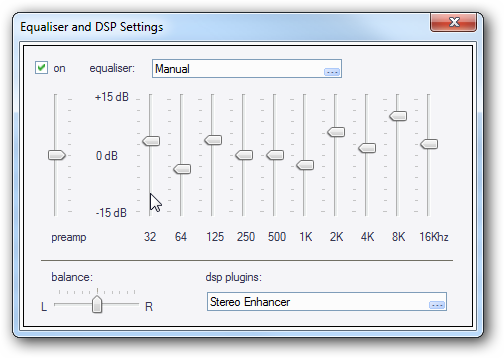 Equaliser and DSP Settings
on equaliser: Manual
+15 dB
0 dB
-15 dB
preamp 32 64 125 250 500 1K 2K 4K 8K 16Khz
balance: dsp plugins:
L R Stereo Enhancer